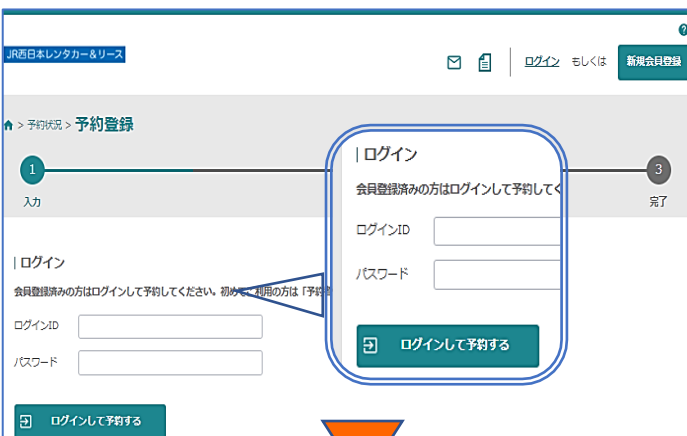 JR西日本レンタカー&リース
ログイン もしくは 新規会員登録
> 予約状況 > 予約登録
1
3
入力
完了
ログイン
会員登録済みの方はログインして予約してください。初めてご利用の方は「予約
ログインID
パスワード
ログインして予約する
ログイン
会員登録済みの方はログインして予約してく
ログインID
パスワード
ログインして予約する